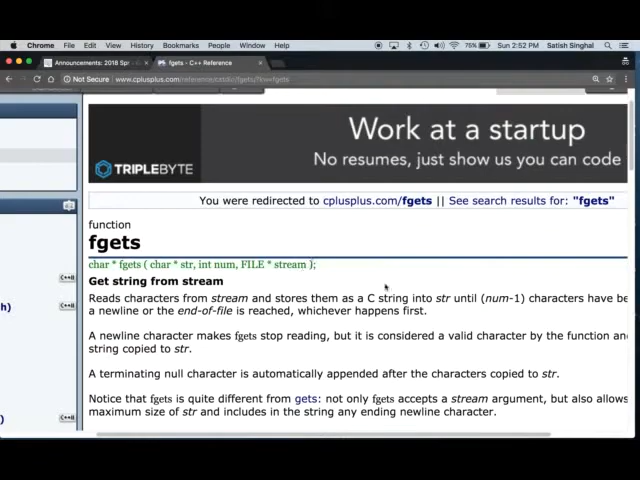 Chrome File Edit View History Bookmarks People Window Help 75% Sun 2:52 PM Satish Singhal
Announcements: 2018 Spr fgets - C++ Reference
Not Secure www.cplusplus.com/reference/cstdio/fgets/?kw=fgets
Work at a startup
No resumes, just show us you can code
TRIPLEBYTE
You were redirected to cplusplus.com/fgets || See search results for: "fgets"
function
fgets
char * fgets ( char * str, int num, FILE * stream );
Get string from stream
Reads characters from stream and stores them as a C string into str until (num-1) characters have be
a newline or the end-of-file is reached, whichever happens first.
A newline character makes fgets stop reading, but it is considered a valid character by the function an
string copied to str.
A terminating null character is automatically appended after the characters copied to str.
Notice that fgets is quite different from gets: not only fgets accepts a stream argument, but also allows
maximum size of str and includes in the string any ending newline character.
h)
)